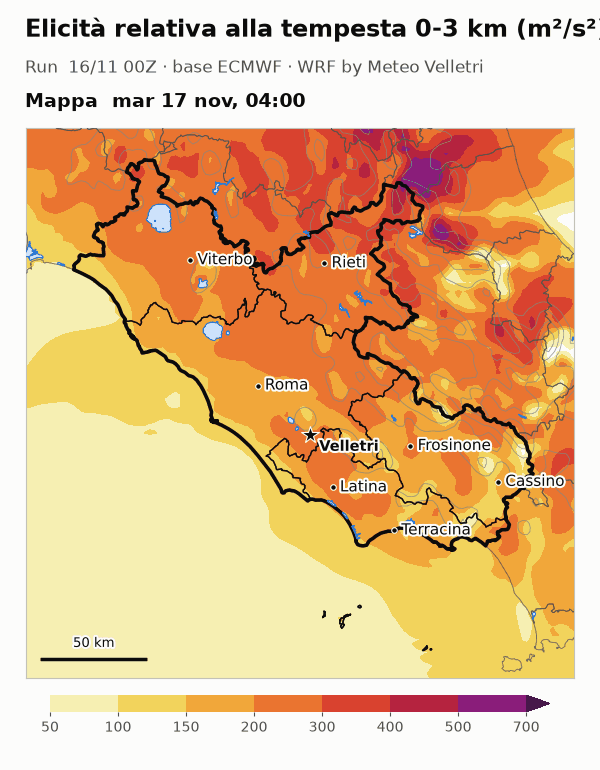 Elicità relativa alla tempesta 0-3 km (m²/s²)
Run 16/11 00Z · base ECMWF · WRF by Meteo Velletri
Mappa mar 17 nov, 04:00
Viterbo
Rieti
Roma
Velletri
Frosinone
Latina
Cassino
Terracina
50 km
50 100 150 200 300 400 500 700